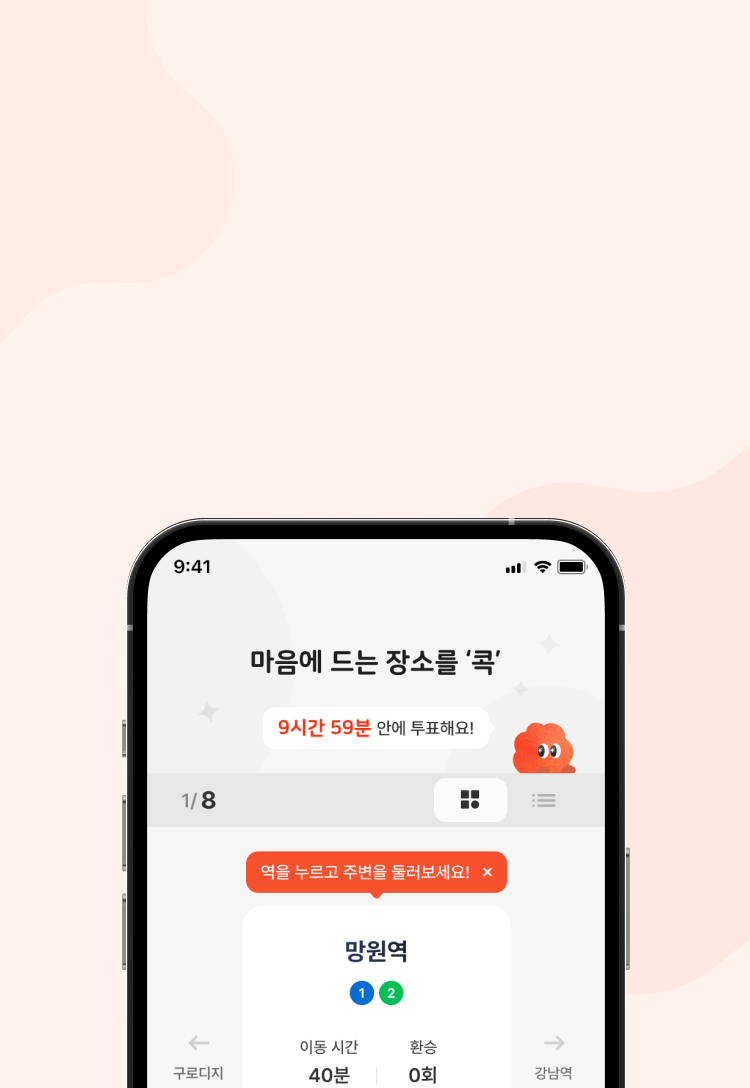 9:41
마음에 드는 장소를 ‘콕’
9시간 59분 안에 투표해요!
1/ 8
역을 누르고 주변을 둘러보세요! ×
망원역
1 2
이동 시간 환승
40분 0회
구로디지
강남역